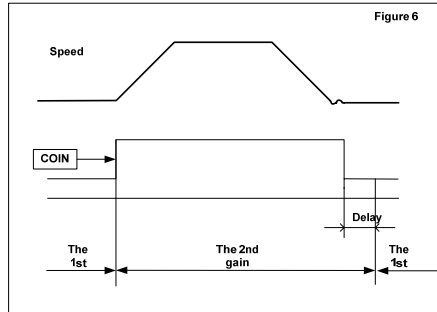 Figure 6
Speed
COIN
Delay
The 1st
The 2nd gain
The 1st